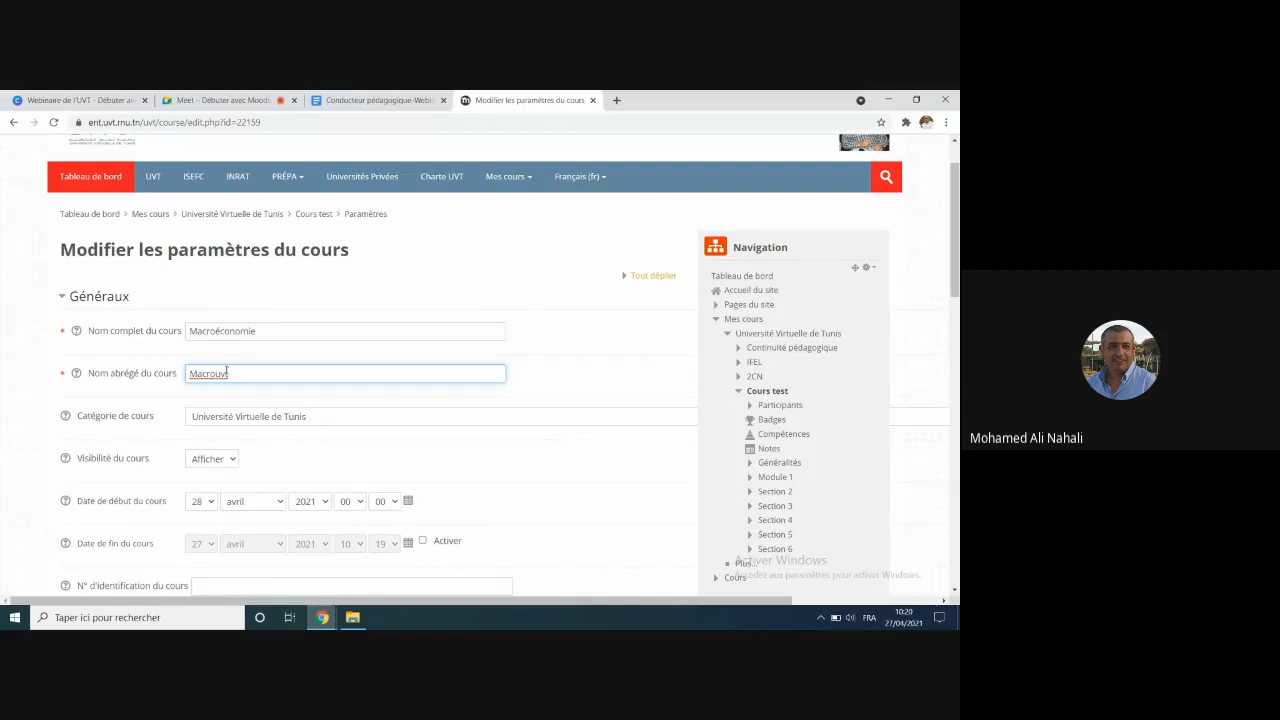 Webinaire de l'UVT - Débuter av
Meet – Débuter avec Moodl
Conducteur pédagogique-Webi
Modifier les paramètres du cours
ent.uvt.rnu.tn/uvt/course/edit.php?id=22159
Tableau de bord
UVT
ISEFC
INRAT
PRÉPA
Universités Privées
Charte UVT
Mes cours
Français (fr)
Tableau de bord
Mes cours
Université Virtuelle de Tunis
Cours test
Paramètres
Modifier les paramètres du cours
Tout déplier
Généraux
Nom complet du cours
Macroéconomie
Nom abrégé du cours
Macrouvt
Catégorie de cours
Université Virtuelle de Tunis
Visibilité du cours
Afficher
Date de début du cours
28 avril 2021 00 00
Date de fin du cours
27 avril 2021 10 19
Activer
N° d'identification du cours
Navigation
Tableau de bord
Accueil du site
Pages du site
Mes cours
Université Virtuelle de Tunis
Continuité pédagogique
IFEL
2CN
Cours test
Participants
Badges
Compétences
Notes
Généralités
Module 1
Section 2
Section 3
Section 4
Section 5
Section 6
Plus...
Cours
Activer Windows
Accédez aux paramètres pour activer Windows.
Taper ici pour rechercher
FRA
10:20
27/04/2021
Mohamed Ali Nahali